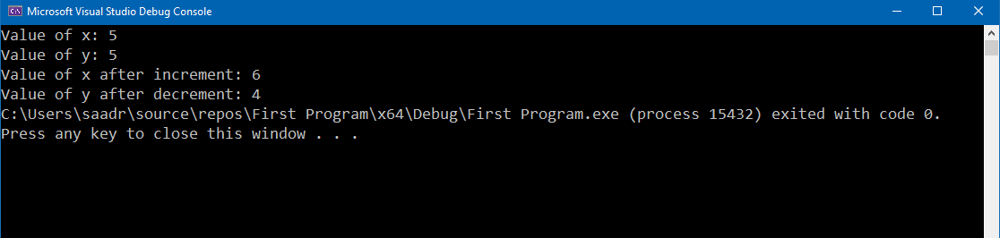 Microsoft Visual Studio Debug Console
Value of x: 5
Value of y: 5
Value of x after increment: 6
Value of y after decrement: 4
C:\Users\saadr\source\repos\First Program\x64\Debug\First Program.exe (process 15432) exited with code 0.
Press any key to close this window . . .